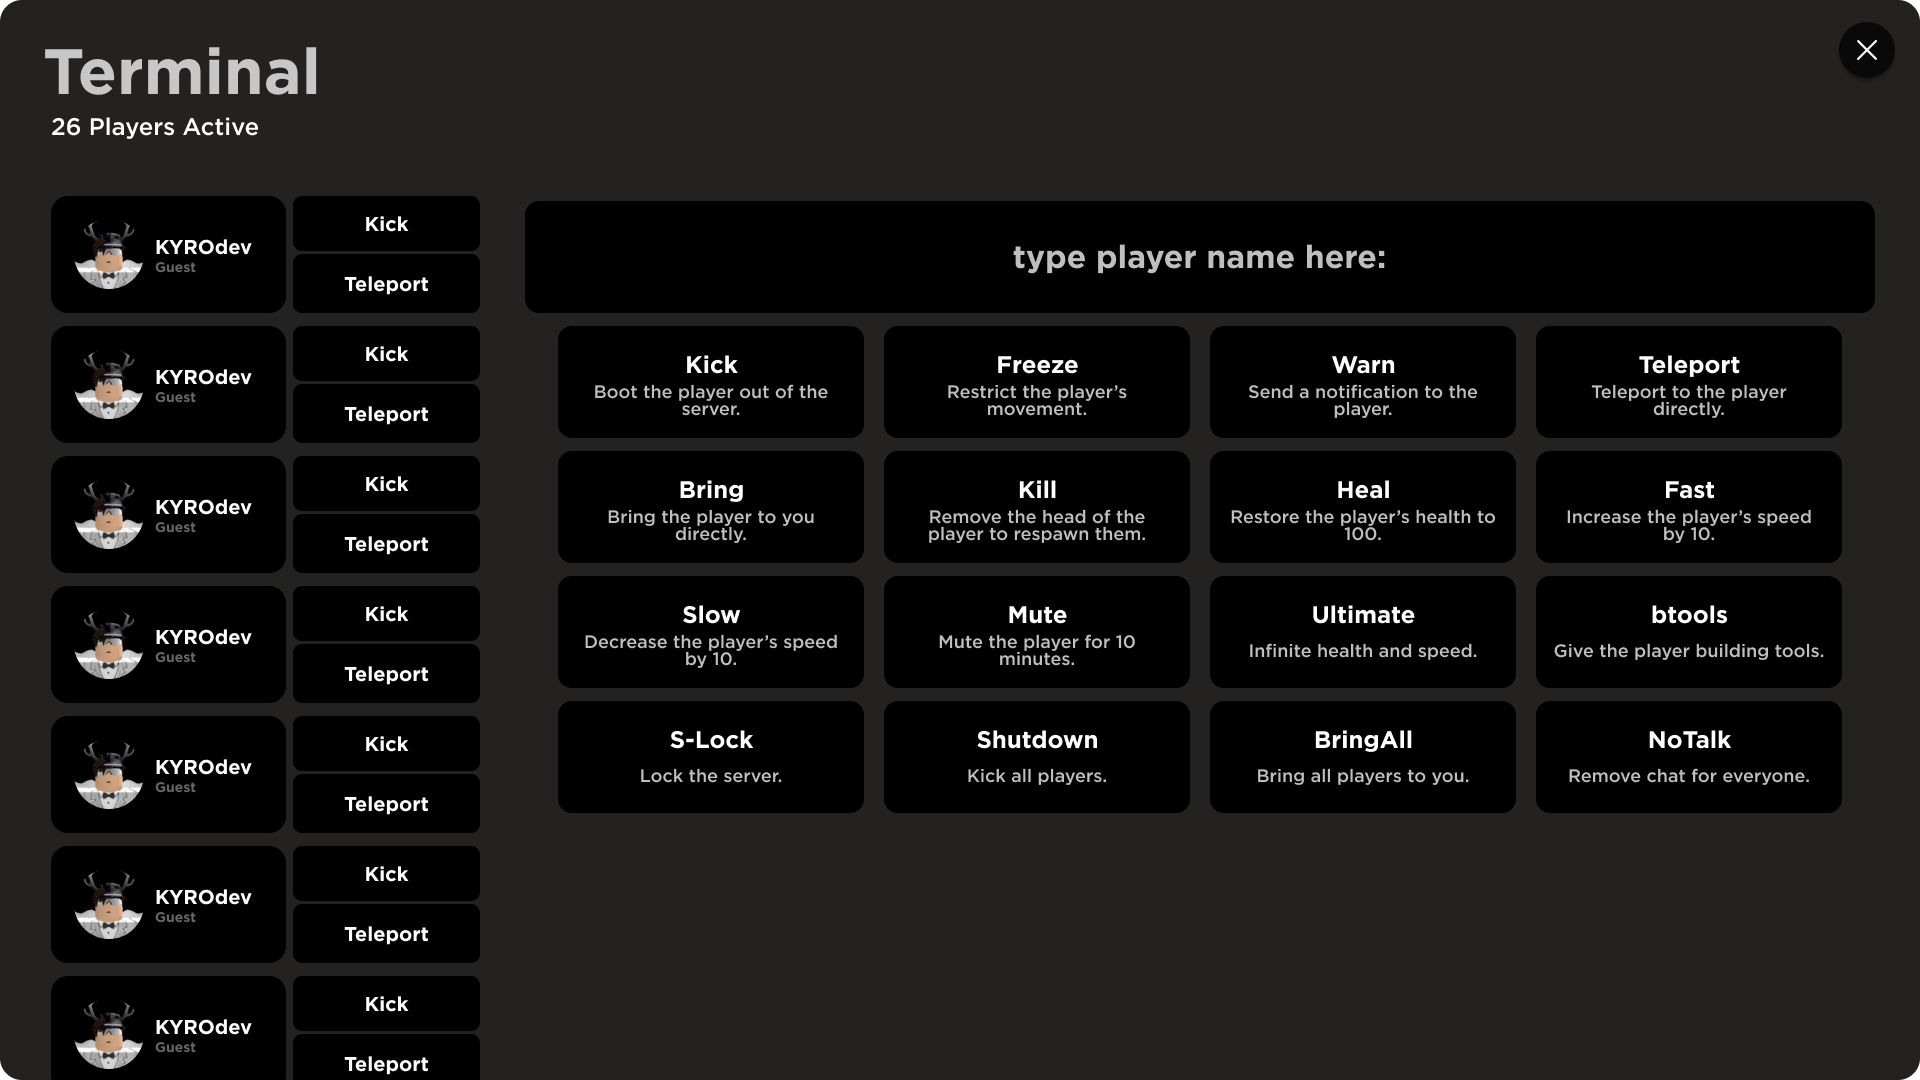 Terminal
26 Players Active
KYROdev
Guest
Kick
Teleport
KYROdev
Guest
Kick
Teleport
KYROdev
Guest
Kick
Teleport
KYROdev
Guest
Kick
Teleport
KYROdev
Guest
Kick
Teleport
KYROdev
Guest
Kick
Teleport
KYROdev
Guest
Kick
Teleport
type player name here:
Kick
Boot the player out of the
server.
Freeze
Restrict the player’s
movement.
Warn
Send a notification to the
player.
Teleport
Teleport to the player
directly.
Bring
Bring the player to you
directly.
Kill
Remove the head of the
player to respawn them.
Heal
Restore the player’s health to
100.
Fast
Increase the player’s speed
by 10.
Slow
Decrease the player’s speed
by 10.
Mute
Mute the player for 10
minutes.
Ultimate
Infinite health and speed.
btools
Give the player building tools.
S-Lock
Lock the server.
Shutdown
Kick all players.
BringAll
Bring all players to you.
NoTalk
Remove chat for everyone.